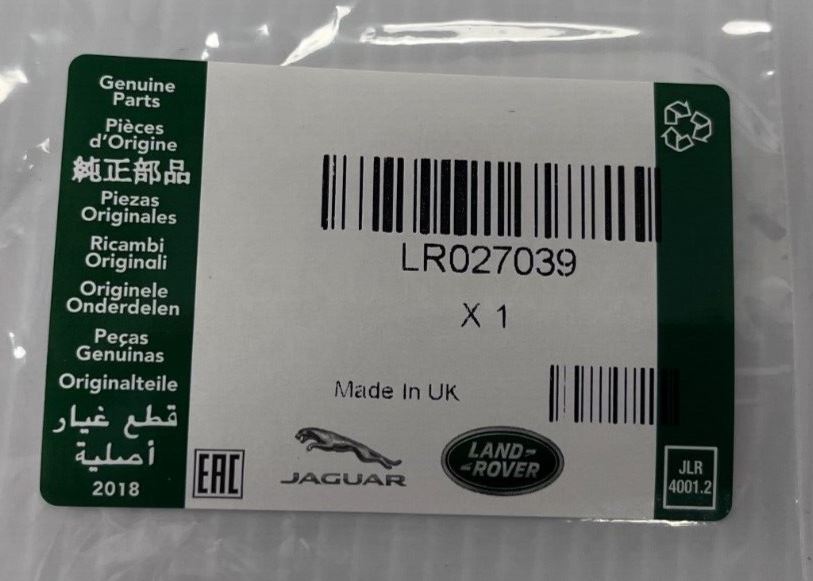 Genuine
Parts
Pièces
d'Origine
純正部品
Piezas
Originales
Ricambi
Originali
Originele
Onderdelen
Peças
Genuinas
Originalteile
قطع غيار
أصلية
2018
LR027039
X 1
Made In UK
EAC
JAGUAR
LAND-
-ROVER
JLR
4001.2